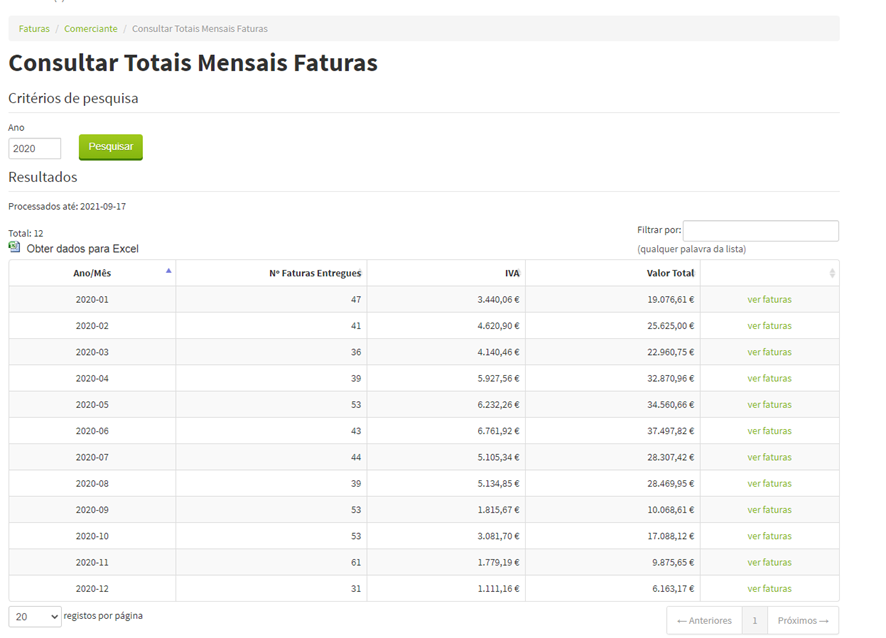 Faturas / Comerciante / Consultar Totais Mensais Faturas
Consultar Totais Mensais Faturas
Critérios de pesquisa
Ano
2020 Pesquisar
Resultados
Processados até: 2021-09-17
Total: 12
Filtrar por:
Obter dados para Excel
(qualquer palavra da lista)
Ano/Mês Nº Faturas Entregues IVA Valor Total
2020-01 47 3.440,06 € 19.076,61 € ver faturas
2020-02 41 4.620,90 € 25.625,00 € ver faturas
2020-03 36 4.140,46 € 22.960,75 € ver faturas
2020-04 39 5.927,56 € 32.870,96 € ver faturas
2020-05 53 6.232,26 € 34.560,66 € ver faturas
2020-06 43 6.761,92 € 37.497,82 € ver faturas
2020-07 44 5.105,34 € 28.307,42 € ver faturas
2020-08 39 5.134,85 € 28.469,95 € ver faturas
2020-09 53 1.815,67 € 10.068,61 € ver faturas
2020-10 53 3.081,70 € 17.088,12 € ver faturas
2020-11 61 1.779,19 € 9.875,65 € ver faturas
2020-12 31 1.111,16 € 6.163,17 € ver faturas
20 registos por página
← Anteriores 1 Próximos →